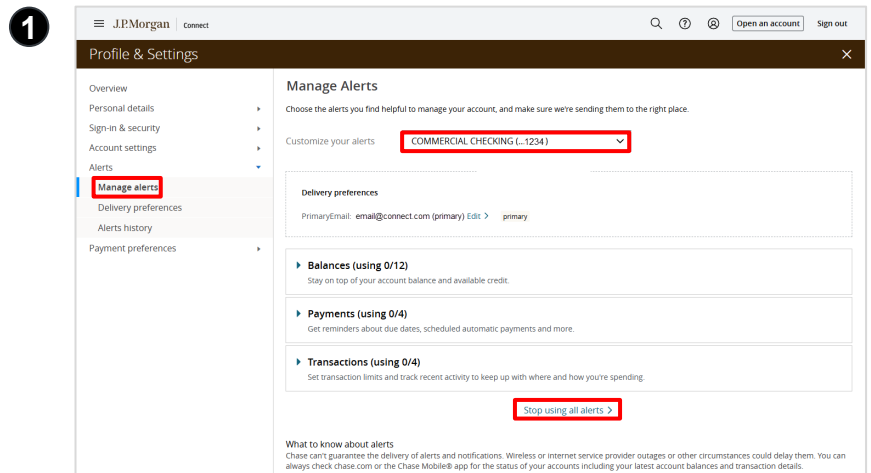 1
J.P.Morgan Connect Open an account Sign out
Profile & Settings
Overview
Personal details
Sign-in & security
Account settings
Alerts
Manage alerts
Delivery preferences
Alerts history
Payment preferences
Manage Alerts
Choose the alerts you find helpful to manage your account, and make sure we're sending them to the right place.
Customize your alerts COMMERCIAL CHECKING (...1234)
Delivery preferences
PrimaryEmail: email@connect.com (primary) Edit > primary
Balances (using 0/12)
Stay on top of your account balance and available credit.
Payments (using 0/4)
Get reminders about due dates, scheduled automatic payments and more.
Transactions (using 0/4)
Set transaction limits and track recent activity to keep up with where and how you're spending.
Stop using all alerts >
What to know about alerts
Chase can't guarantee the delivery of alerts and notifications. Wireless or internet service provider outages or other circumstances could delay them. You can
always check chase.com or the Chase Mobile® app for the status of your accounts including your latest account balances and transaction details.